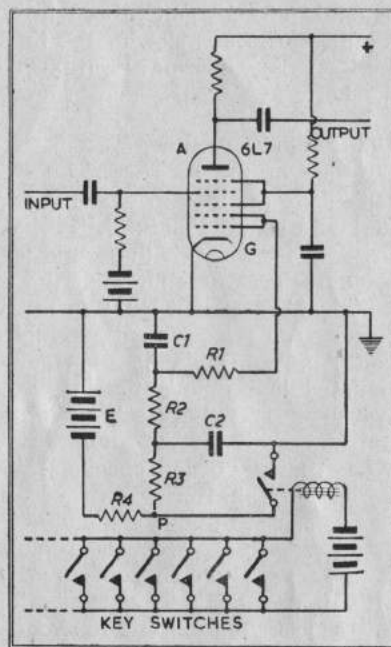 +
A 6L7
OUTPUT
INPUT
G
C1
R1
E
R2
C2
R3
R4
P
KEY SWITCHES